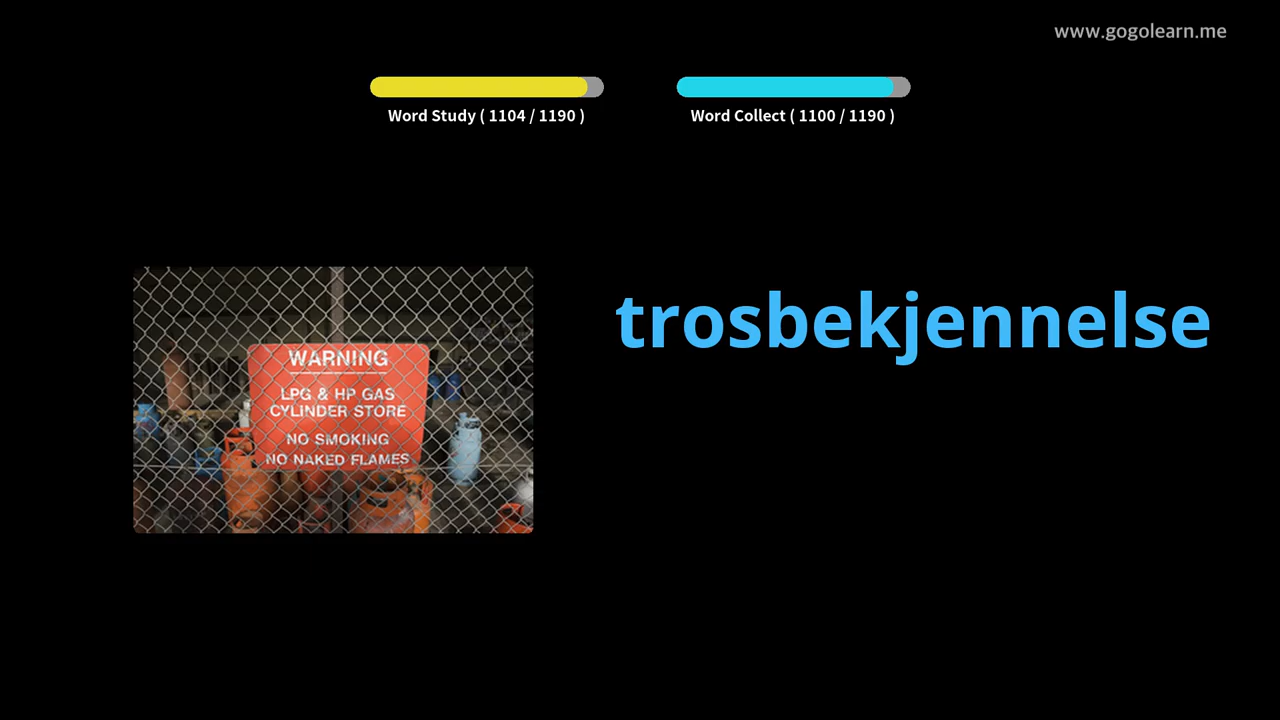 www.gogolearn.me
Word Study ( 1104 / 1190 )
Word Collect ( 1100 / 1190 )
trosbekjennelse
WARNING
LPG & HP GAS
CYLINDER STORE
NO SMOKING
NO NAKED FLAMES